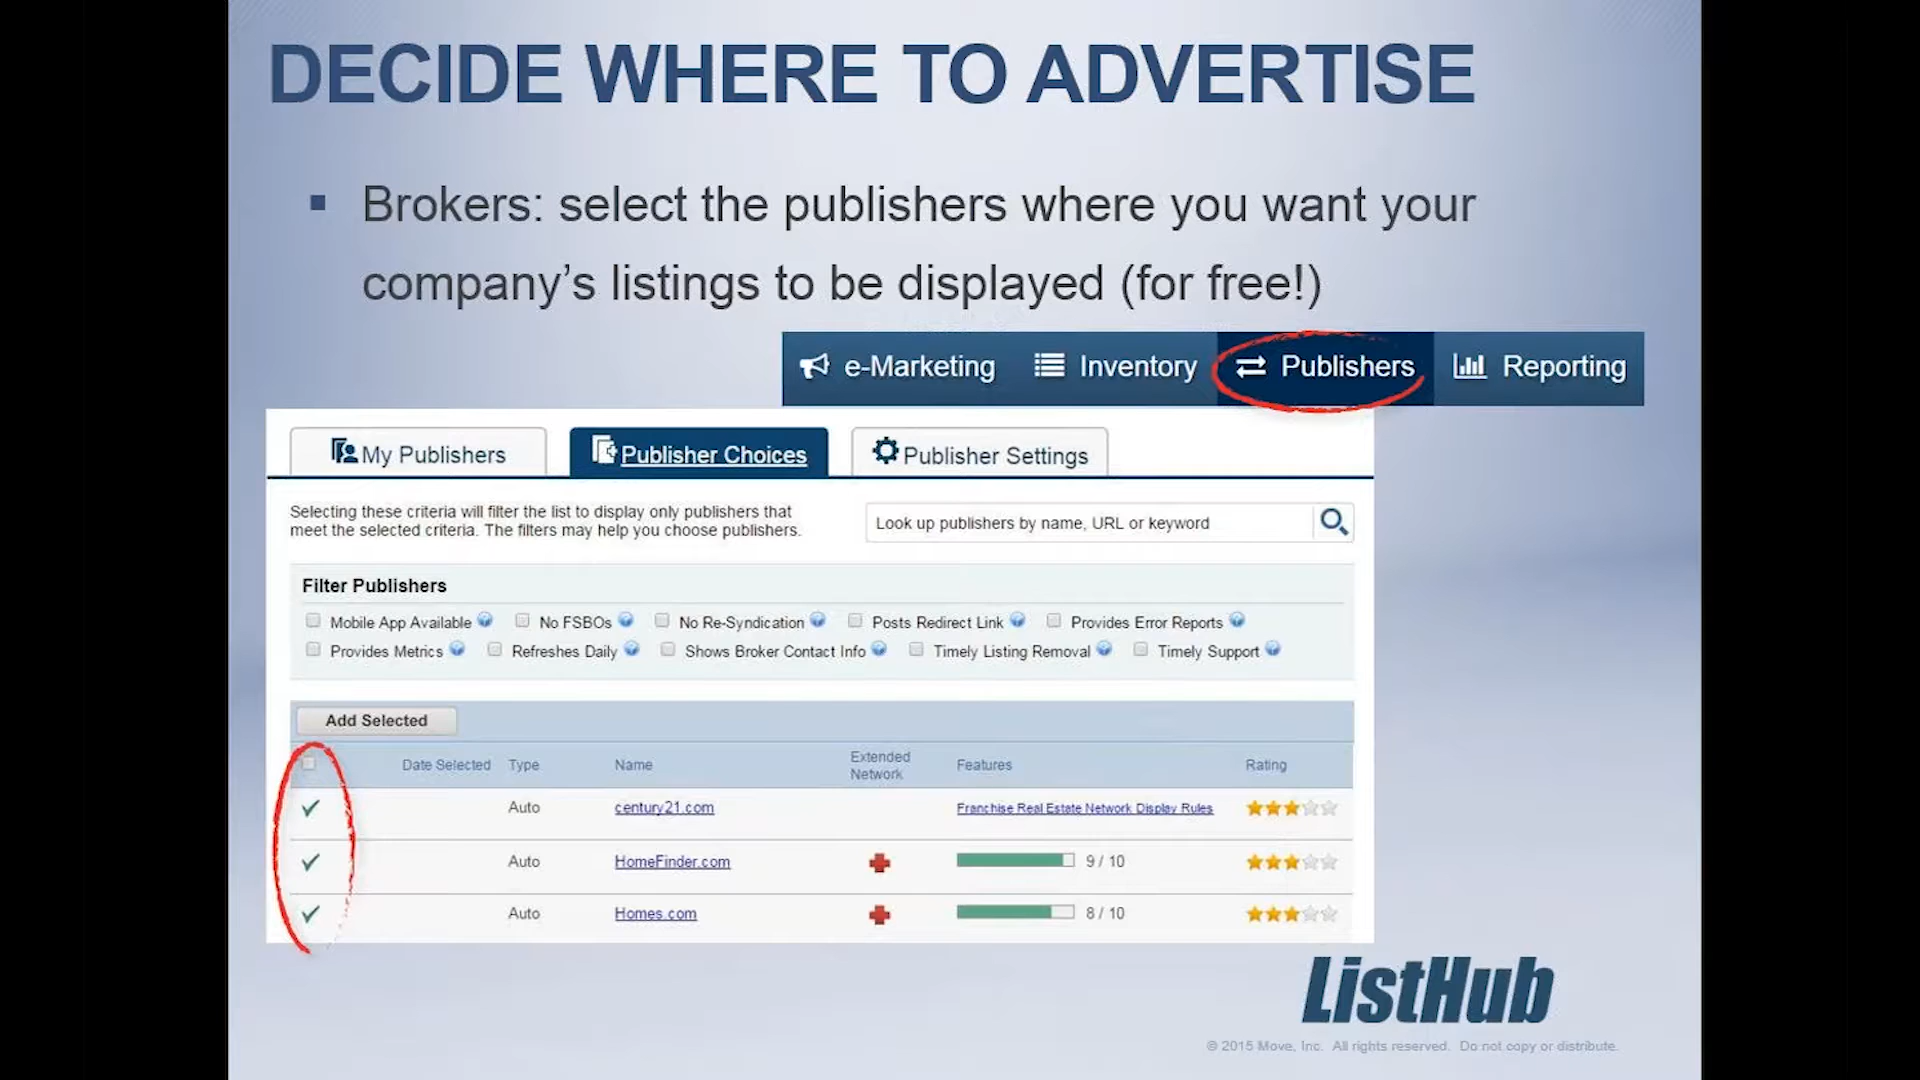 DECIDE WHERE TO ADVERTISE
Brokers: select the publishers where you want your
company's listings to be displayed (for free!)
e-Marketing Inventory Publishers Reporting
My Publishers Publisher Choices Publisher Settings
Selecting these criteria will filter the list to display only publishers that
meet the selected criteria. The filters may help you choose publishers.
Look up publishers by name, URL or keyword
Filter Publishers
Mobile App Available No FSBOs No Re-Syndication Posts Redirect Link Provides Error Reports
Provides Metrics Refreshes Daily Shows Broker Contact Info Timely Listing Removal Timely Support
Add Selected
Date Selected Type Name Extended Network Features Rating
Auto century21.com Franchise Real Estate Network Display Rules
Auto HomeFinder.com 9 / 10
Auto Homes.com 8 / 10
ListHub
© 2015 Move, Inc. All rights reserved. Do not copy or distribute.